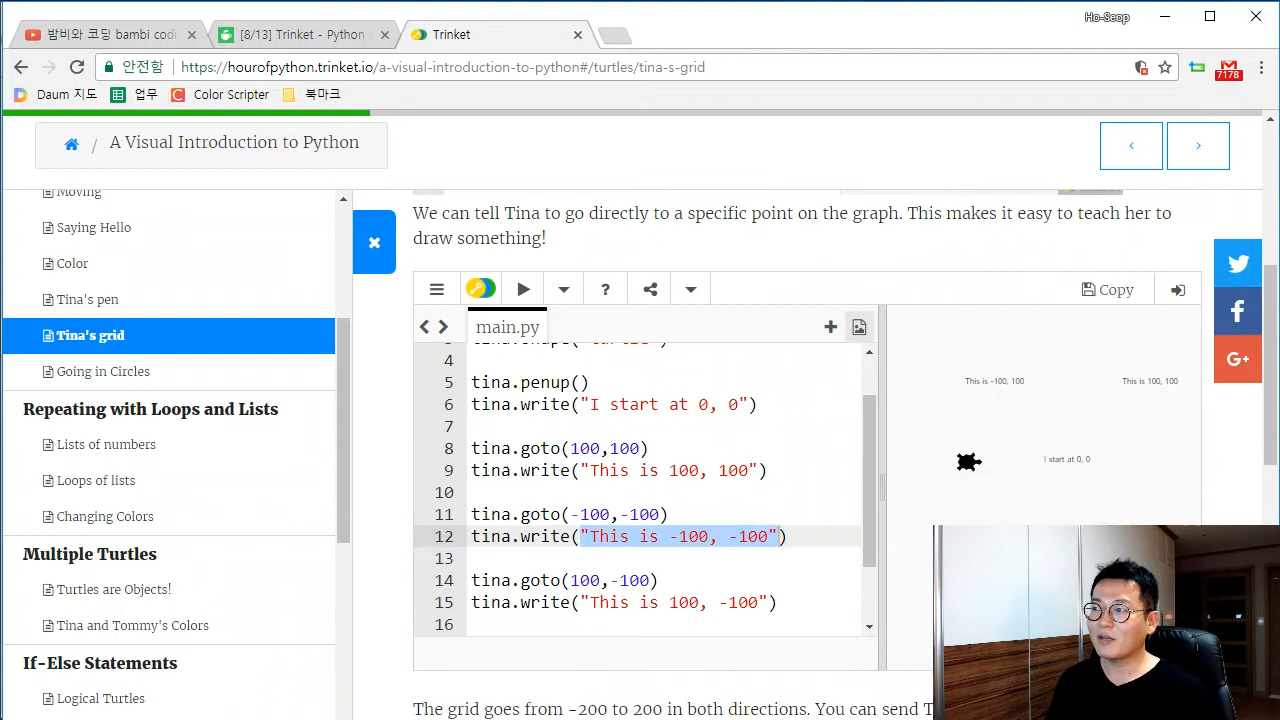 Ho-Seop
밤비와 코딩 bambi codi
[8/13] Trinket - Python
Trinket
안전함
https://hourofpython.trinket.io/a-visual-introduction-to-python#/turtles/tina-s-grid
7178
Daum 지도
업무
Color Scripter
북마크
/ A Visual Introduction to Python
Moving
Saying Hello
Color
Tina's pen
Tina's grid
Going in Circles
Repeating with Loops and Lists
Lists of numbers
Loops of lists
Changing Colors
Multiple Turtles
Turtles are Objects!
Tina and Tommy's Colors
If-Else Statements
Logical Turtles
We can tell Tina to go directly to a specific point on the graph. This makes it easy to teach her to
draw something!
Copy
main.py
4
5 tina.penup()
6 tina.write("I start at 0, 0")
7
8 tina.goto(100,100)
9 tina.write("This is 100, 100")
10
11 tina.goto(-100,-100)
12 tina.write("This is -100, -100")
13
14 tina.goto(100,-100)
15 tina.write("This is 100, -100")
16
This is -100, 100
This is 100, 100
I start at 0, 0
The grid goes from -200 to 200 in both directions. You can send T